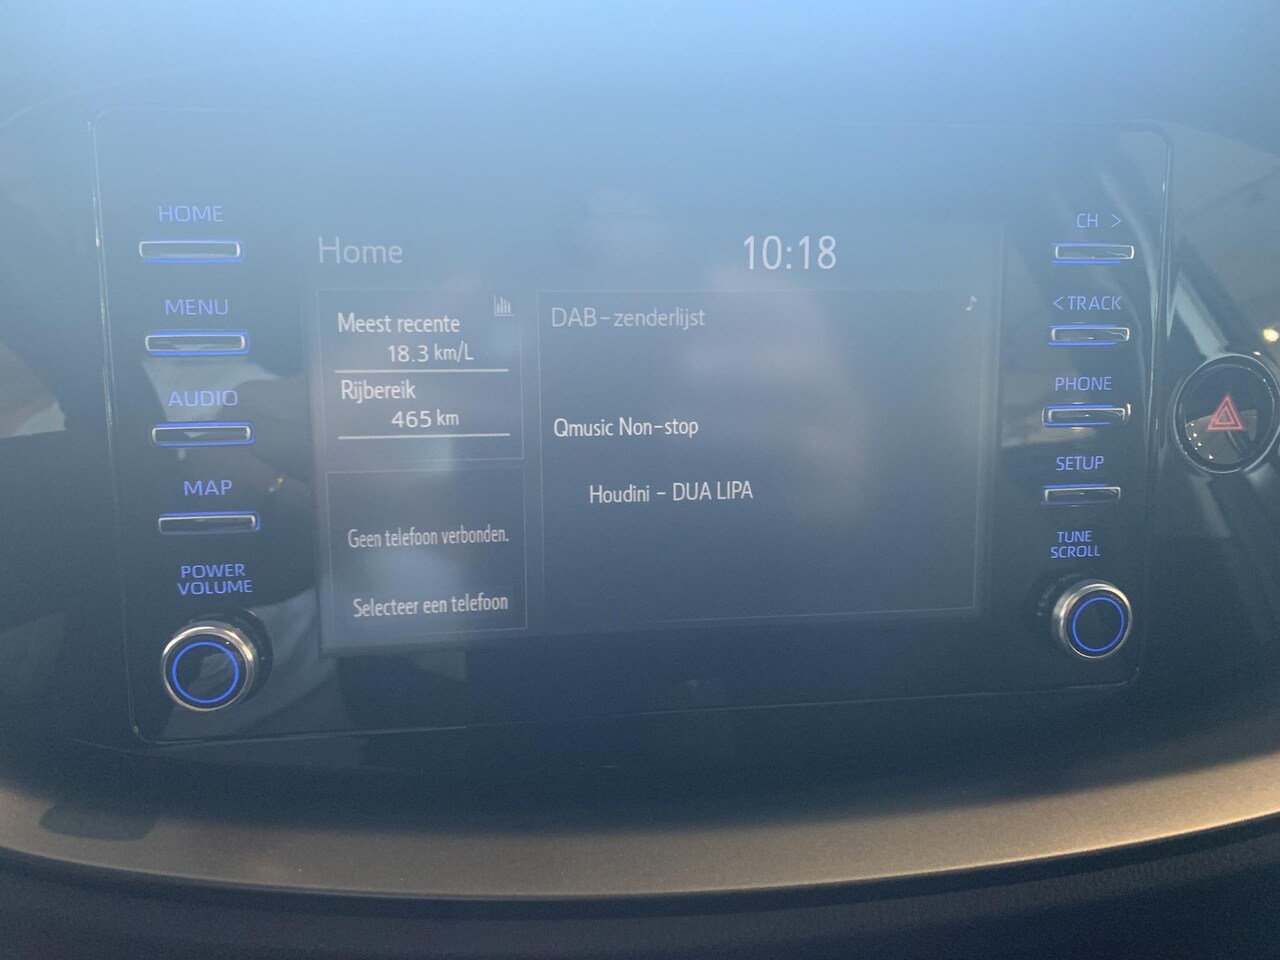 HOME
MENU
AUDIO
MAP
POWER
VOLUME
Home
10:18
Meest recente
18.3 km/L
Rijbereik
465 km
Geen telefoon verbonden.
Selecteer een telefoon
DAB-zenderlijst
Qmusic Non-stop
Houdini - DUA LIPA
CH >
< TRACK
PHONE
SETUP
TUNE
SCROLL